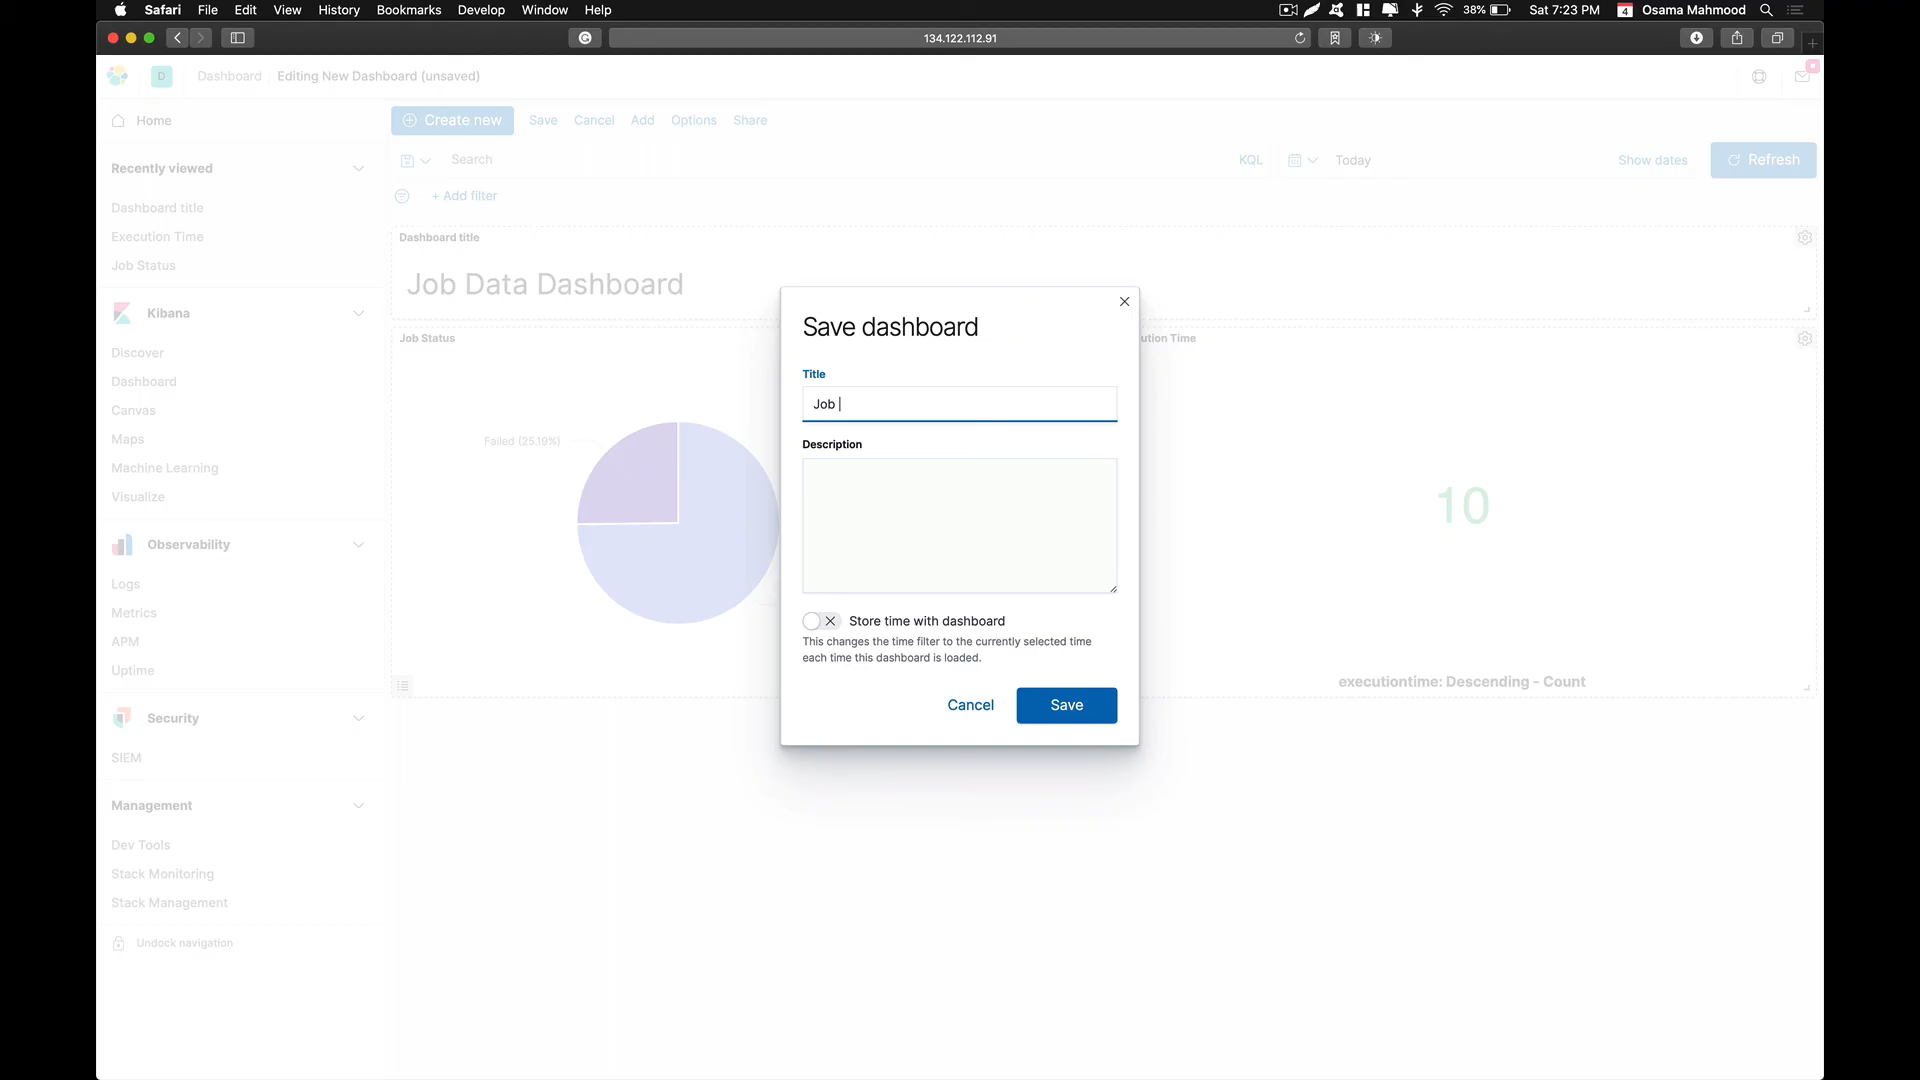 Safari File Edit View History Bookmarks Develop Window Help 38% Sat 7:23 PM 4 Osama Mahmood
134.122.112.91
D Dashboard Editing New Dashboard (unsaved)
Home
Recently viewed
Dashboard title
Execution Time
Job Status
Kibana
Discover
Dashboard
Canvas
Maps
Machine Learning
Visualize
Observability
Logs
Metrics
APM
Uptime
Security
SIEM
Management
Dev Tools
Stack Monitoring
Stack Management
Undock navigation
Create new Save Cancel Add Options Share
Search KQL Today Show dates Refresh
+ Add filter
Dashboard title
Job Data Dashboard
Job Status
Failed (25.19%)
ution Time
10
executiontime: Descending - Count
Save dashboard
Title
Job
Description
Store time with dashboard
This changes the time filter to the currently selected time
each time this dashboard is loaded.
Cancel Save